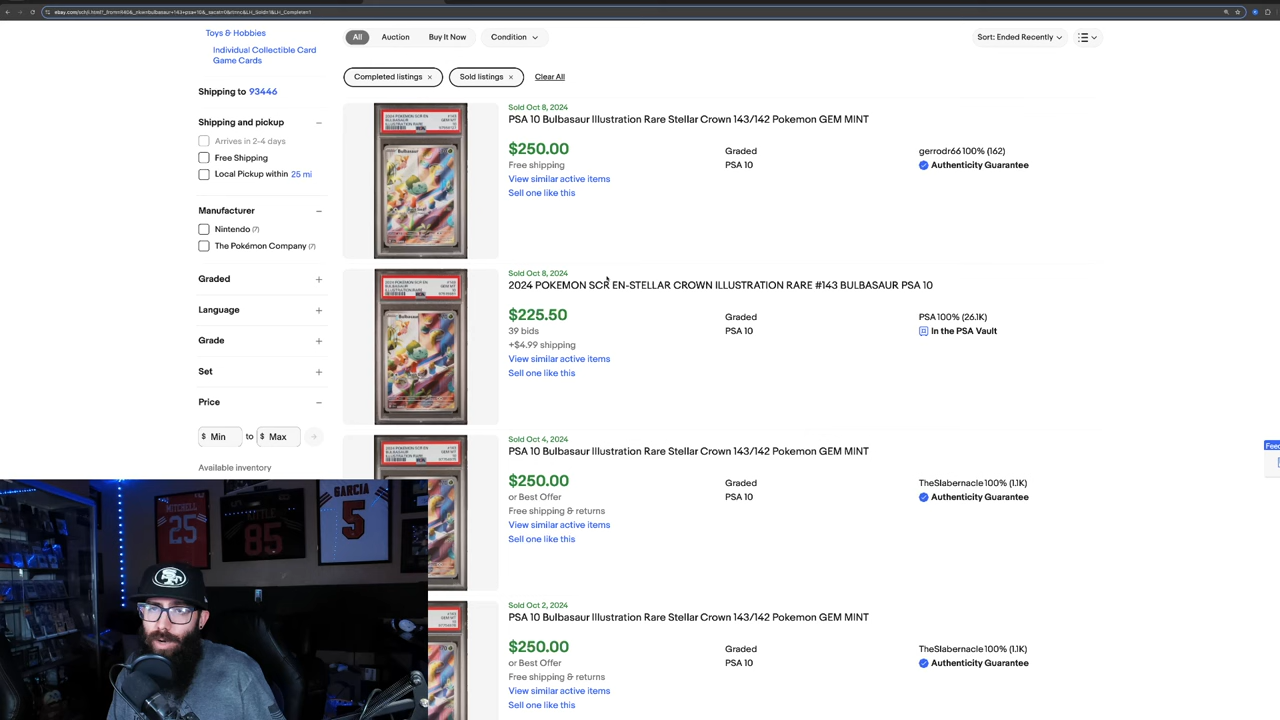 Toys & Hobbies
Individual Collectible Card
Game Cards
Shipping to 93446
Shipping and pickup
Arrives in 2-4 days
Free Shipping
Local Pickup within 25 mi
Manufacturer
Nintendo (7)
The Pokémon Company (7)
Graded
Language
Grade
Set
Price
$ Min to $ Max
Available inventory
All Auction Buy It Now Condition
Sort: Ended Recently
Completed listings × Sold listings × Clear All
Sold Oct 8, 2024
PSA 10 Bulbasaur Illustration Rare Stellar Crown 143/142 Pokemon GEM MINT
$250.00
Free shipping
View similar active items
Sell one like this
Graded
PSA 10
gerrodr66 100% (162)
Authenticity Guarantee
Sold Oct 8, 2024
2024 POKEMON SCR EN-STELLAR CROWN ILLUSTRATION RARE #143 BULBASAUR PSA 10
$225.50
39 bids
+$4.99 shipping
View similar active items
Sell one like this
Graded
PSA 10
PSA 100% (26.1K)
In the PSA Vault
Sold Oct 4, 2024
PSA 10 Bulbasaur Illustration Rare Stellar Crown 143/142 Pokemon GEM MINT
$250.00
or Best Offer
Free shipping & returns
View similar active items
Sell one like this
Graded
PSA 10
TheSlabernacle 100% (1.1K)
Authenticity Guarantee
Sold Oct 2, 2024
PSA 10 Bulbasaur Illustration Rare Stellar Crown 143/142 Pokemon GEM MINT
$250.00
or Best Offer
Free shipping & returns
View similar active items
Sell one like this
Graded
PSA 10
TheSlabernacle 100% (1.1K)
Authenticity Guarantee
Feed
MITCHELL
25
KITTLE
85
GARCIA
5
SF
Bulbasaur
Bulbasaur